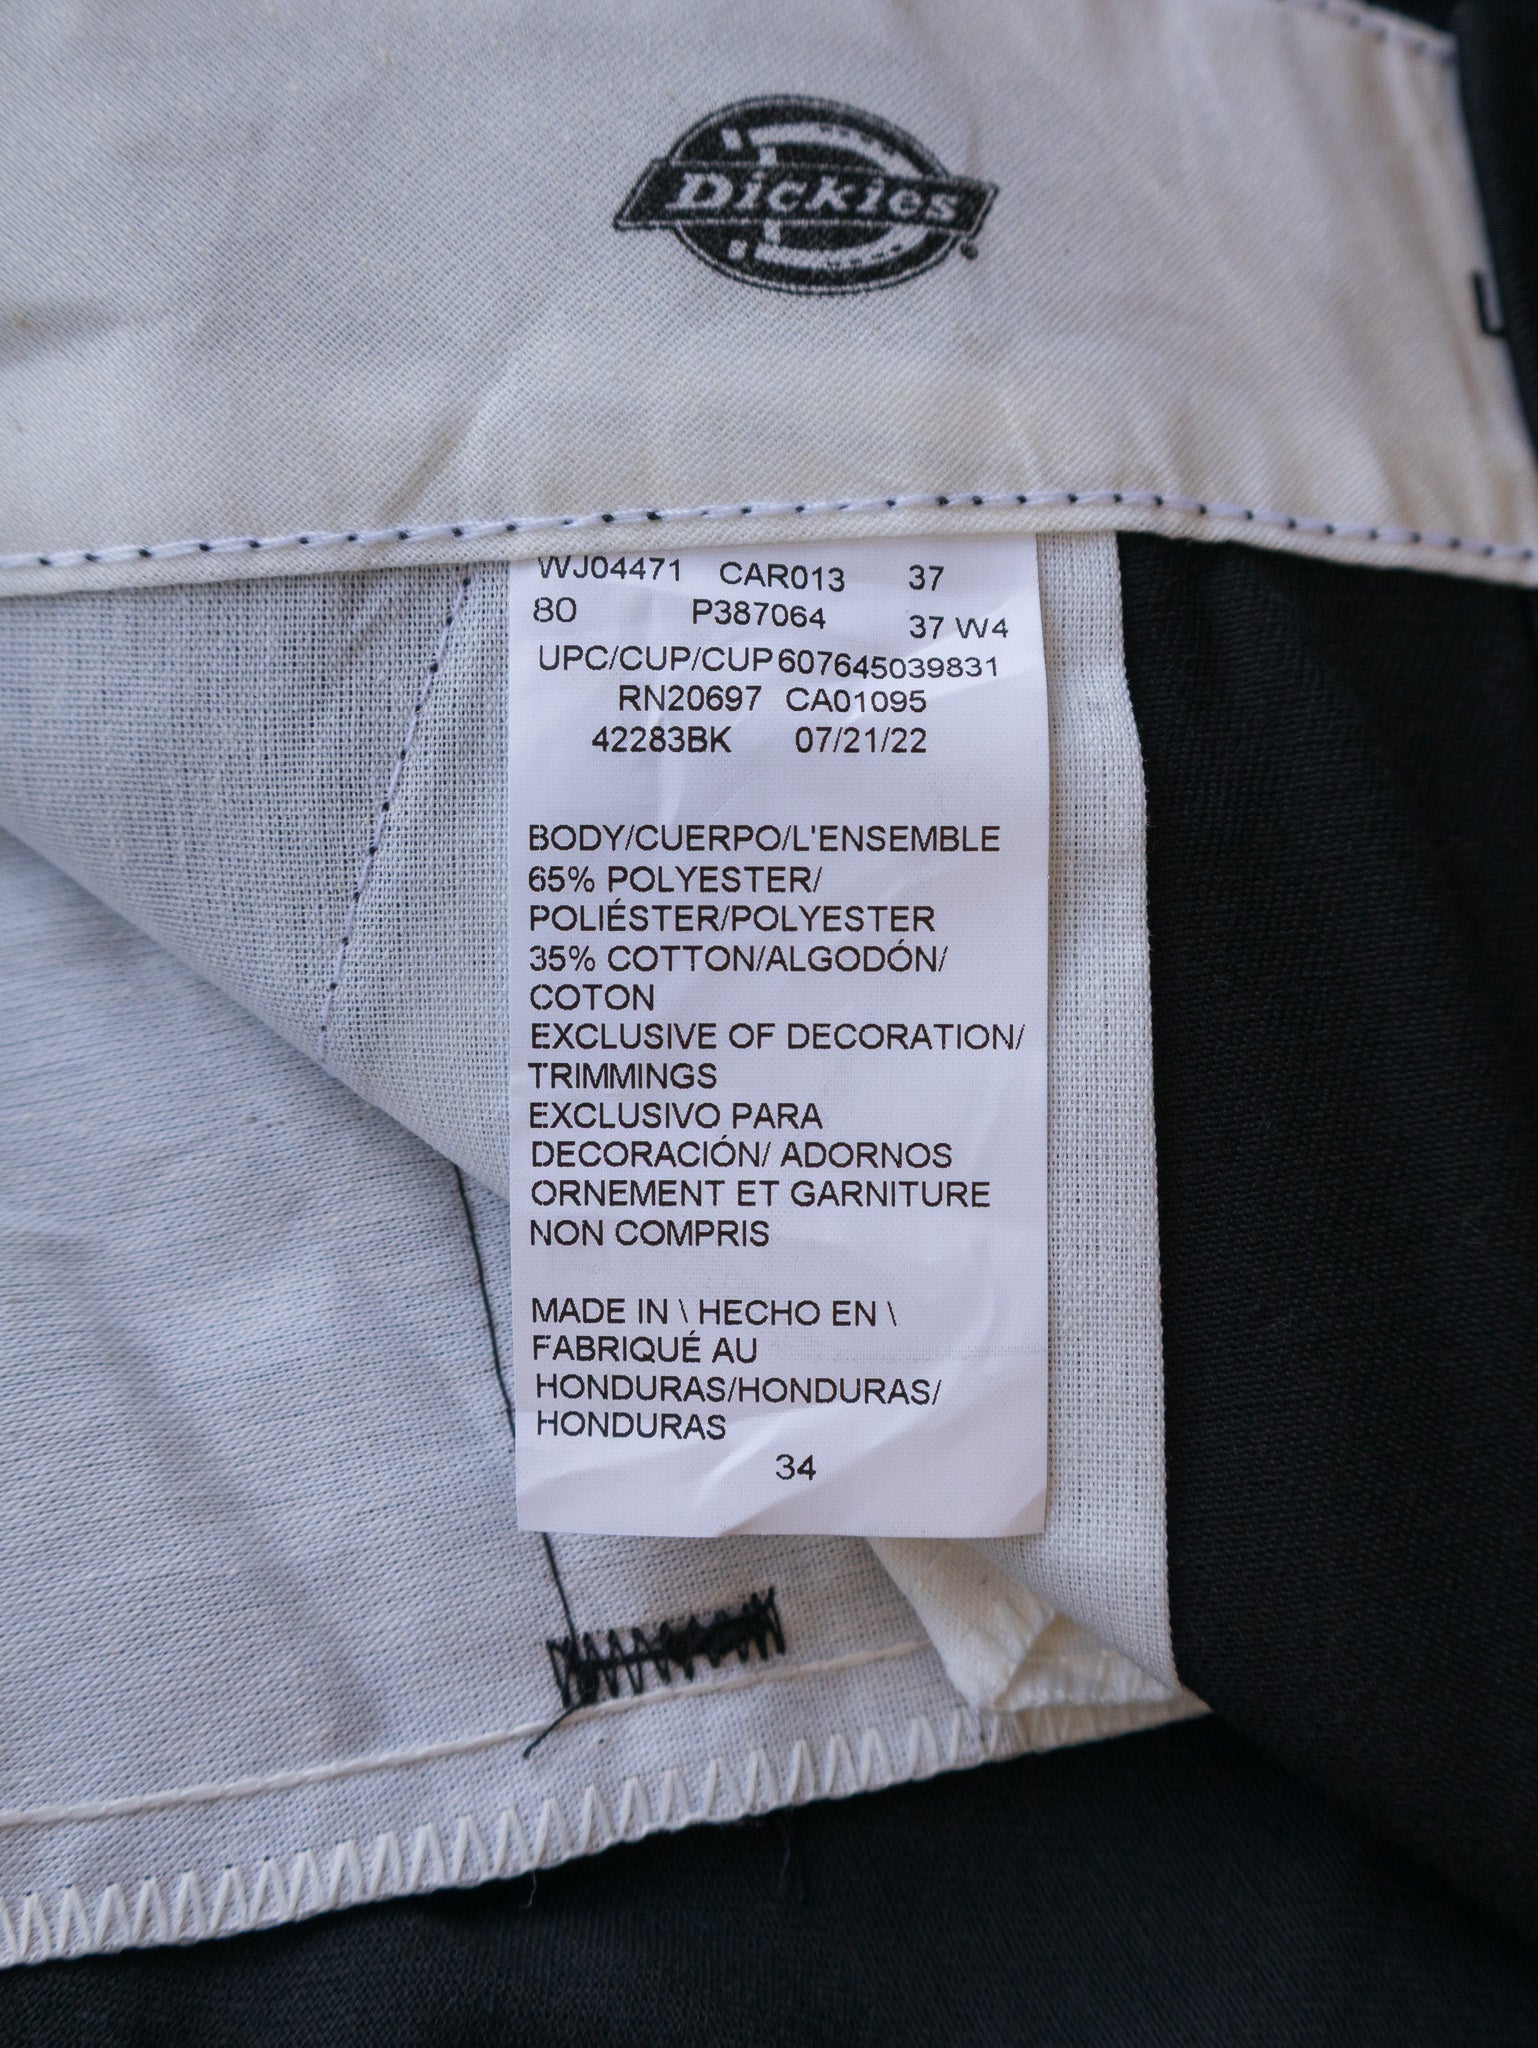 Dickies
WJ04471 CAR013 37
80 P387064 37 W4
UPC/CUP/CUP 607645039831
RN20697 CA01095
42283BK 07/21/22
BODY/CUERPO/L'ENSEMBLE
65% POLYESTER/
POLIÉSTER/POLYESTER
35% COTTON/ALGODÓN/
COTON
EXCLUSIVE OF DECORATION/
TRIMMINGS
EXCLUSIVO PARA
DECORACIÓN/ ADORNOS
ORNEMENT ET GARNITURE
NON COMPRIS
MADE IN \ HECHO EN \
FABRIQUÉ AU
HONDURAS/HONDURAS/
HONDURAS
34